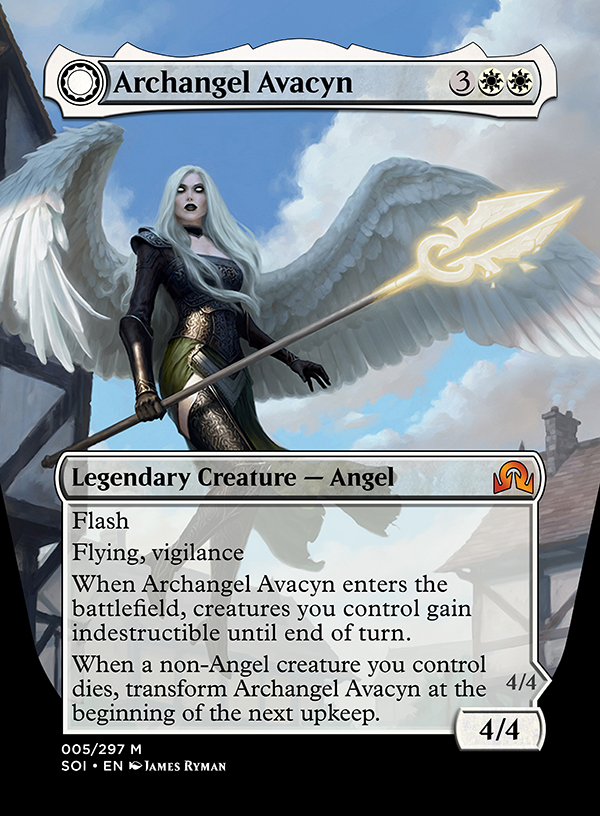 Archangel Avacyn 3
Legendary Creature — Angel
Flash
Flying, vigilance
When Archangel Avacyn enters the
battlefield, creatures you control gain
indestructible until end of turn.
When a non-Angel creature you control
dies, transform Archangel Avacyn at the
beginning of the next upkeep.
4/4
4/4
005/297 M
SOI • EN James Ryman